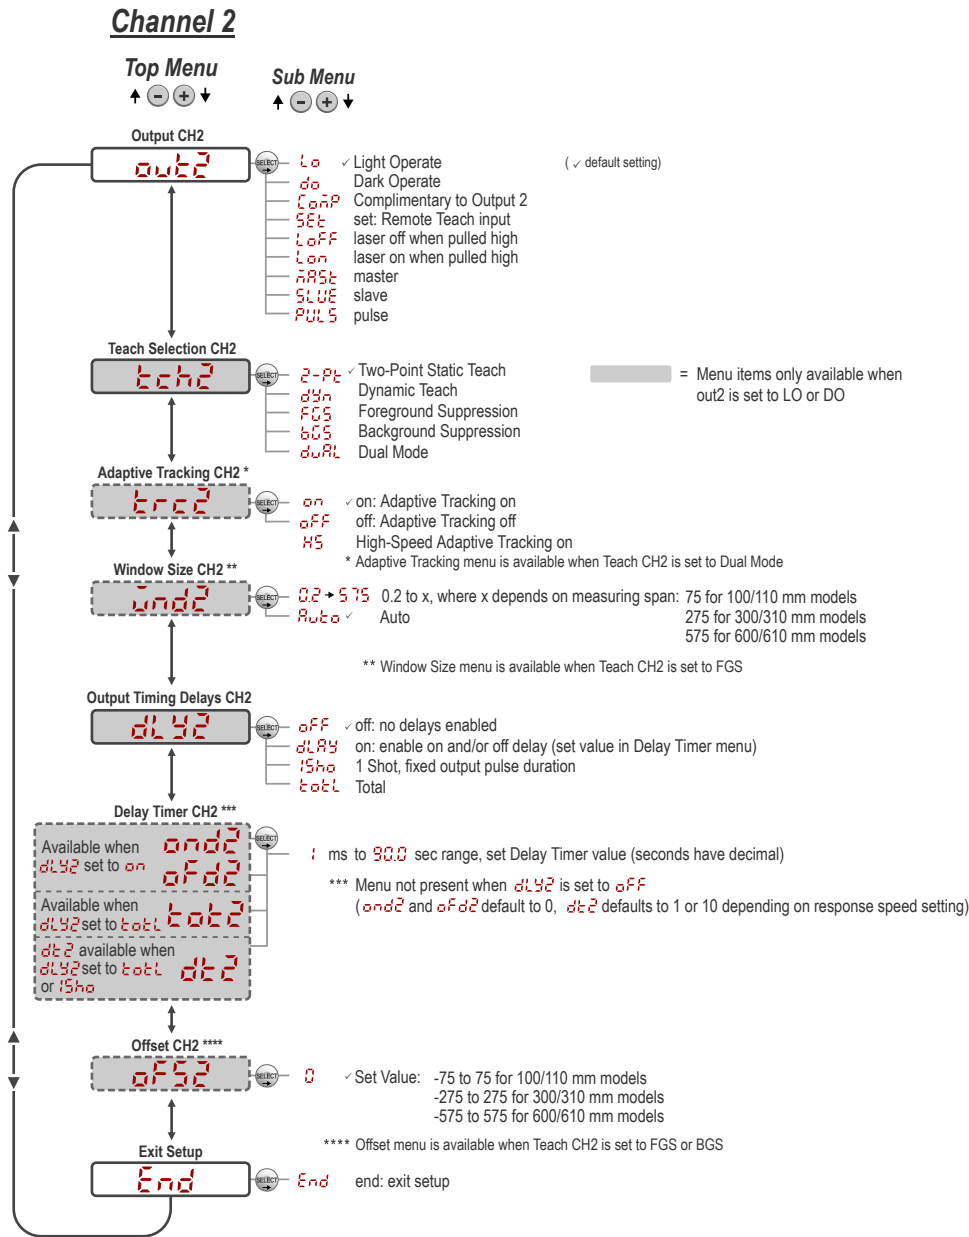 Channel 2
Top Menu
Sub Menu
- +
- +
Output CH2
out2
SELECT
Lo ✓ Light Operate
( ✓ default setting)
do Dark Operate
ComP Complimentary to Output 2
SEt set: Remote Teach input
LoFF laser off when pulled high
Lon laser on when pulled high
mASt master
SLVE slave
PULS pulse
Teach Selection CH2
tch2
SELECT
2-Pt ✓ Two-Point Static Teach
dYn Dynamic Teach
FGS Foreground Suppression
bGS Background Suppression
duAL Dual Mode
= Menu items only available when
out2 is set to LO or DO
Adaptive Tracking CH2 *
trc2
SELECT
on ✓ on: Adaptive Tracking on
oFF off: Adaptive Tracking off
HS High-Speed Adaptive Tracking on
* Adaptive Tracking menu is available when Teach CH2 is set to Dual Mode
Window Size CH2 **
wnd2
SELECT
0.2 → 575 0.2 to x, where x depends on measuring span: 75 for 100/110 mm models
Auto ✓ Auto
275 for 300/310 mm models
575 for 600/610 mm models
** Window Size menu is available when Teach CH2 is set to FGS
Output Timing Delays CH2
dLY2
SELECT
oFF ✓ off: no delays enabled
dLAY on: enable on and/or off delay (set value in Delay Timer menu)
1Sho 1 Shot, fixed output pulse duration
totL Total
Delay Timer CH2 ***
Available when
dLY2 set to on
ond2
oFd2
SELECT
1 ms to 90.0 sec range, set Delay Timer value (seconds have decimal)
*** Menu not present when dLY2 is set to oFF
(ond2 and oFd2 default to 0, dt2 defaults to 1 or 10 depending on response speed setting)
Available when
dLY2 set to totL
tot2
dt2 available when
dLY2 set to totL
or 1Sho
dt2
Offset CH2 ****
oFS2
SELECT
0 ✓ Set Value: -75 to 75 for 100/110 mm models
-275 to 275 for 300/310 mm models
-575 to 575 for 600/610 mm models
**** Offset menu is available when Teach CH2 is set to FGS or BGS
Exit Setup
End
SELECT
End end: exit setup